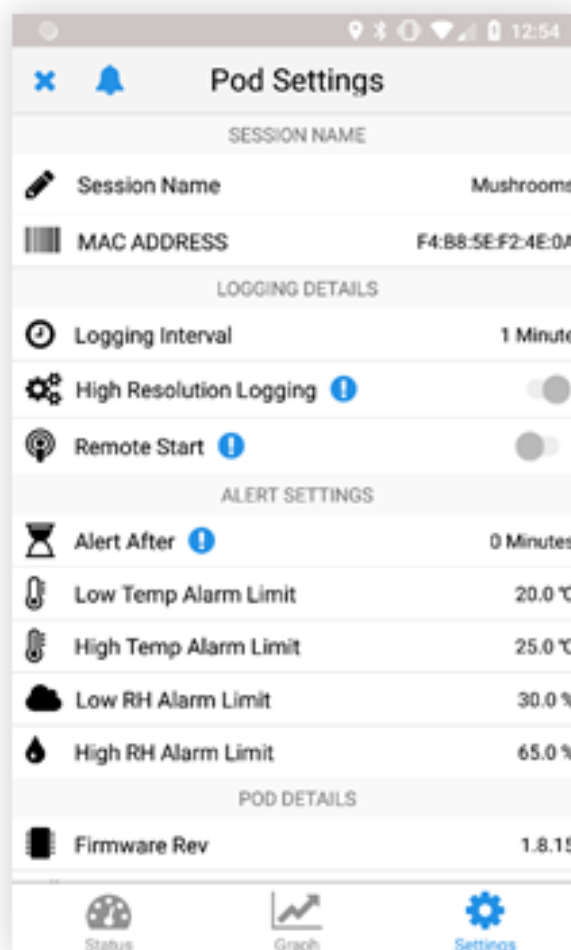 12:54
Pod Settings
SESSION NAME
Session Name Mushrooms
MAC ADDRESS F4:B8:5E:F2:4E:0A
LOGGING DETAILS
Logging Interval 1 Minute
High Resolution Logging
Remote Start
ALERT SETTINGS
Alert After 0 Minutes
Low Temp Alarm Limit 20.0 °C
High Temp Alarm Limit 25.0 °C
Low RH Alarm Limit 30.0 %
High RH Alarm Limit 65.0 %
POD DETAILS
Firmware Rev 1.8.15
Status Graph Settings